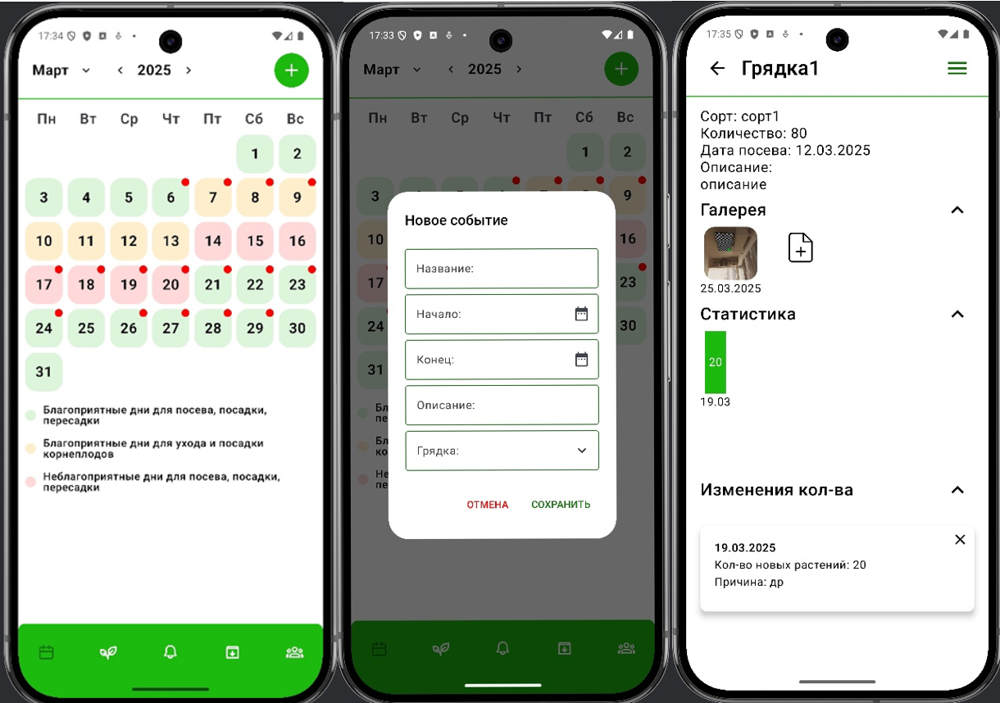 17:34
Март 2025
Пн Вт Ср Чт Пт Сб Вс
1 2
3 4 5 6 7 8 9
10 11 12 13 14 15 16
17 18 19 20 21 22 23
24 25 26 27 28 29 30
31
Благоприятные дни для посева, посадки,
пересадки
Благоприятные дни для ухода и посадки
корнеплодов
Неблагоприятные дни для посева, посадки,
пересадки
17:33
Март 2025
Пн Вт Ср Чт Пт Сб Вс
1 2
3 9
10 16
17 23
24 30
31
Бл
пе
Бл
ко
Не
пе
Новое событие
Название:
Начало:
Конец:
Описание:
Грядка:
ОТМЕНА СОХРАНИТЬ
17:35
Грядка1
Сорт: сорт1
Количество: 80
Дата посева: 12.03.2025
Описание:
описание
Галерея
25.03.2025
Статистика
20
19.03
Изменения кол-ва
19.03.2025
Кол-во новых растений: 20
Причина: др